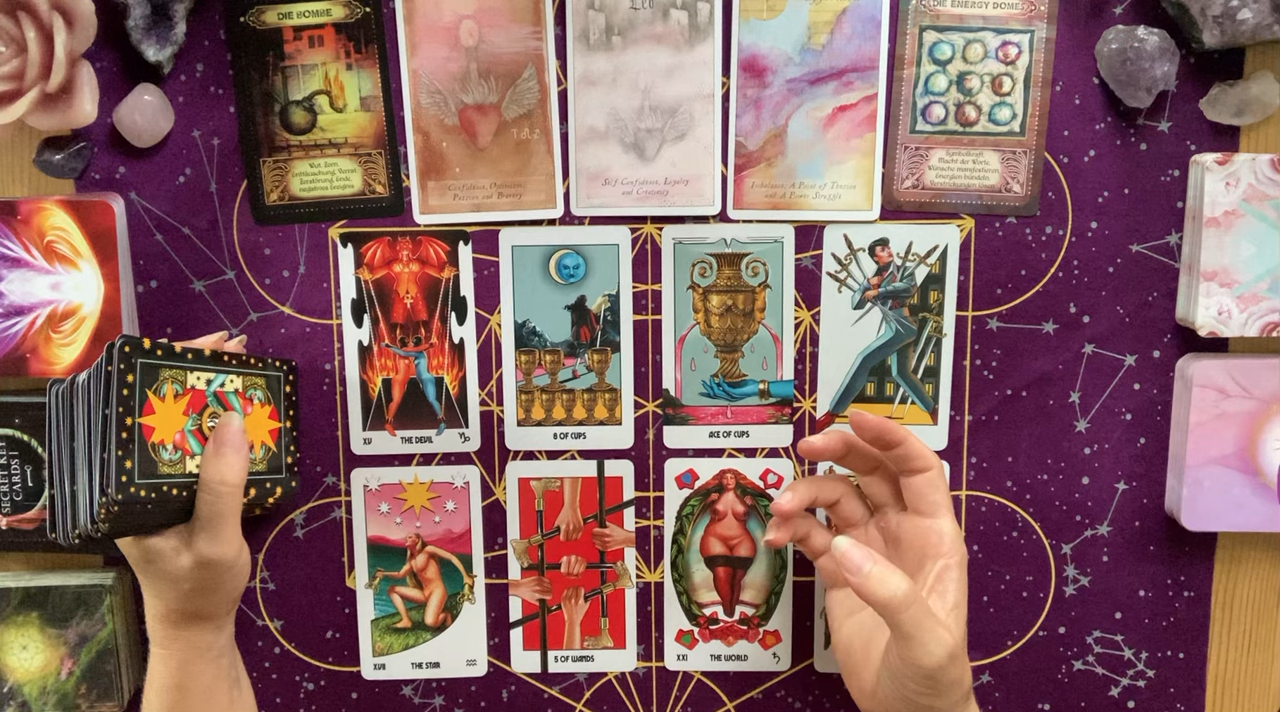 DIE BOMBE
Wut, Zorn,
Enttäuschung, Verrat
Zerstörung, Ende,
negatives Ereignis
Confidence, Optimism,
Passion and Bravery
Leo
Self-Confident, Loyalty
and Creativity
Imbalance, A Point of Tension
and A Power Struggle
DIE ENERGY DOMES
Symbolkraft,
Macht der Worte,
Wünsche manifestieren,
Energien bündeln,
Verstrickungen lösen
XV THE DEVIL
8 OF CUPS
ACE OF CUPS
XVII THE STAR
5 OF WANDS
XXI THE WORLD
SECRET KEY
CARDS I